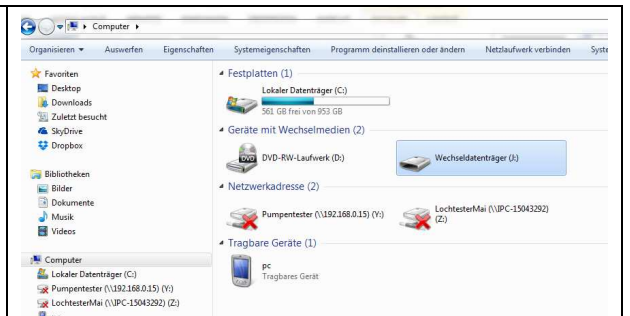 Computer
Organisieren Auswerfen Eigenschaften Systemeigenschaften Programm deinstallieren oder ändern Netzlaufwerk verbinden Syste
Favoriten
Desktop
Downloads
Zuletzt besucht
SkyDrive
Dropbox
Bibliotheken
Bilder
Dokumente
Musik
Videos
Computer
Lokaler Datenträger (C:)
Pumpentester (\\192.168.0.15) (Y:)
LochtesterMai (\\IPC-15043292) (Z:)
Festplatten (1)
Lokaler Datenträger (C:)
561 GB frei von 953 GB
Geräte mit Wechselmedien (2)
DVD
DVD-RW-Laufwerk (D:)
Wechseldatenträger (J:)
Netzwerkadresse (2)
Pumpentester (\\192.168.0.15) (Y:)
LochtesterMai (\\IPC-15043292)
(Z:)
Tragbare Geräte (1)
pc
Tragbares Gerät